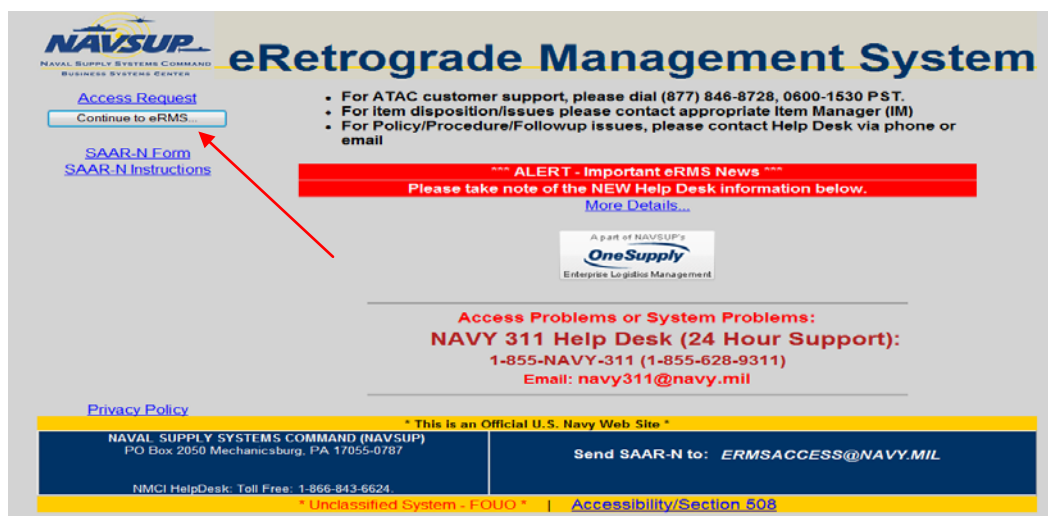 NAVSUP
NAVAL SUPPLY SYSTEMS COMMAND
BUSINESS SYSTEMS CENTER
eRetrograde Management System
Access Request
Continue to eRMS...
SAAR-N Form
SAAR-N Instructions
• For ATAC customer support, please dial (877) 846-8728, 0600-1530 PST.
• For item disposition/issues please contact appropriate Item Manager (IM)
• For Policy/Procedure/Followup issues, please contact Help Desk via phone or
email
*** ALERT - Important eRMS News ***
Please take note of the NEW Help Desk information below.
More Details...
A part of NAVSUP's
OneSupply
Enterprise Logistics Management
Access Problems or System Problems:
NAVY 311 Help Desk (24 Hour Support):
1-855-NAVY-311 (1-855-628-9311)
Email: navy311@navy.mil
Privacy Policy
* This is an Official U.S. Navy Web Site *
NAVAL SUPPLY SYSTEMS COMMAND (NAVSUP)
PO Box 2050 Mechanicsburg, PA 17055-0787
NMCI HelpDesk: Toll Free: 1-866-843-6624.
Send SAAR-N to: ERMSACCESS@NAVY.MIL
* Unclassified System - FOUO * | Accessibility/Section 508